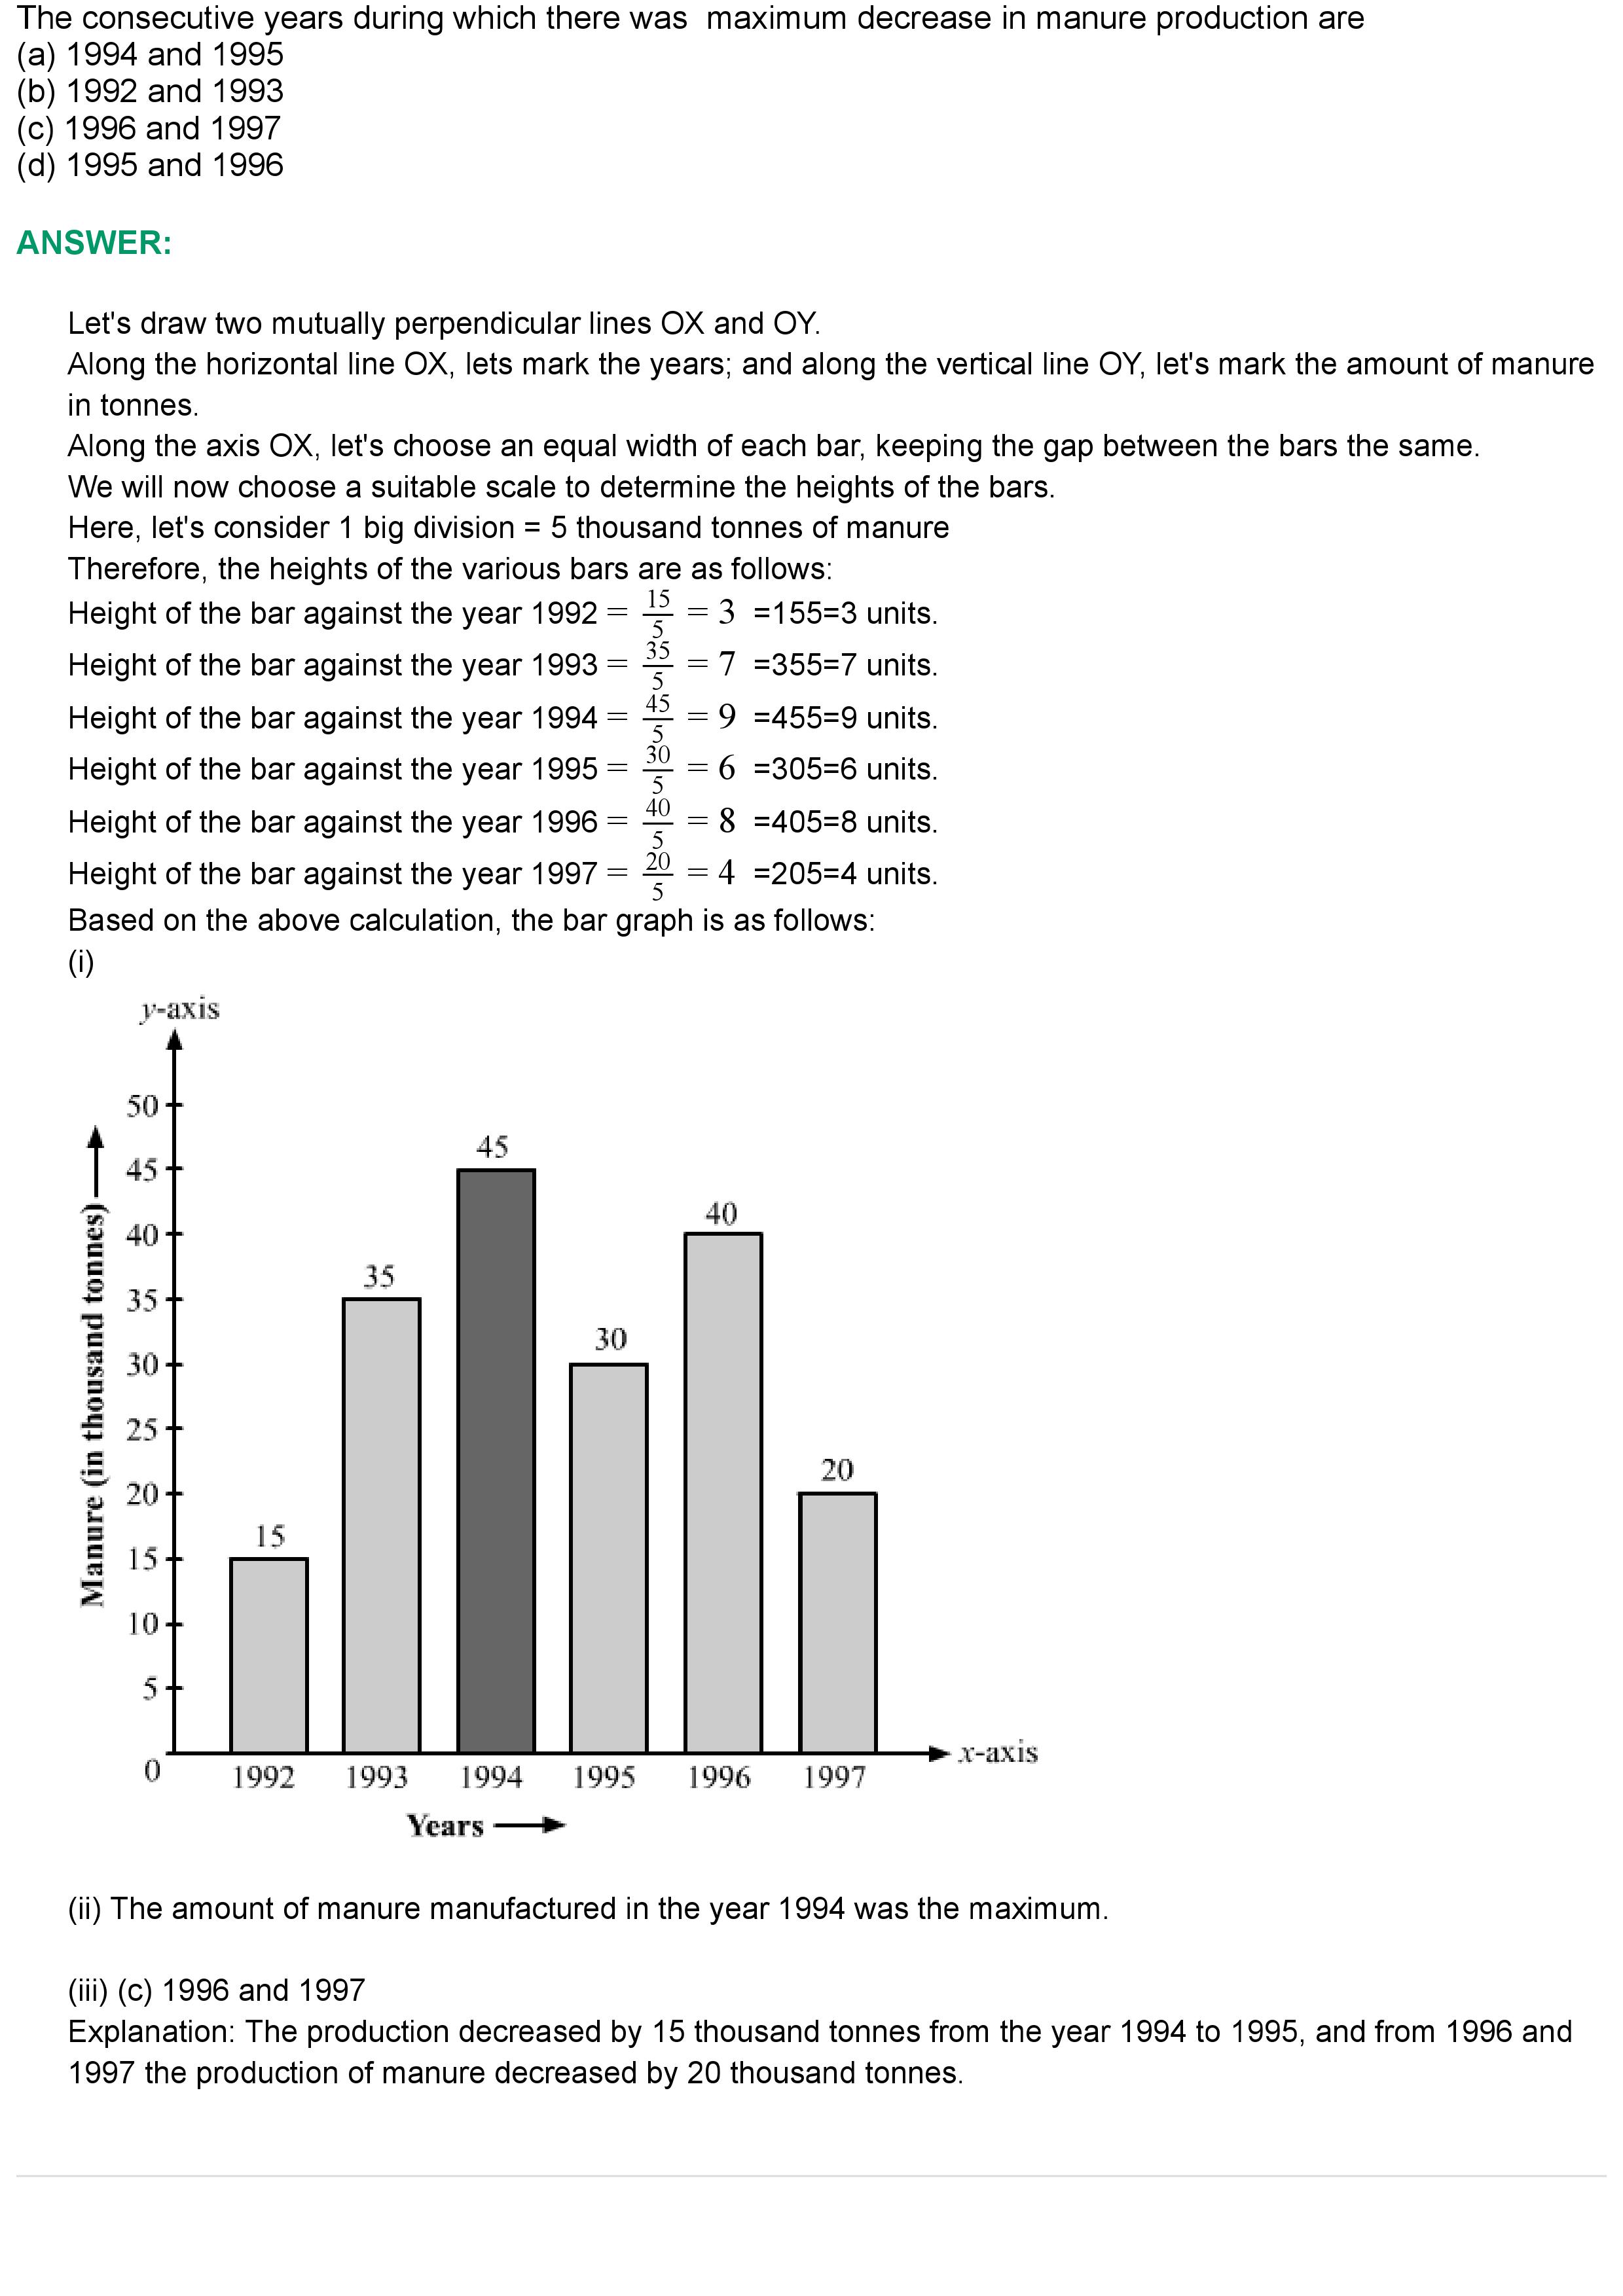 The consecutive years during which there was  maximum decrease in manure production are
(a) 1994 and 1995
(b) 1992 and 1993
(c) 1996 and 1997
(d) 1995 and 1996
ANSWER:
Let's draw two mutually perpendicular lines OX and OY.
Along the horizontal line OX, lets mark the years; and along the vertical line OY, let's mark the amount of manure
in tonnes.
Along the axis OX, let's choose an equal width of each bar, keeping the gap between the bars the same.
We will now choose a suitable scale to determine the heights of the bars.
Here, let's consider 1 big division = 5 thousand tonnes of manure
Therefore, the heights of the various bars are as follows:
Height of the bar against the year 1992 = 15/5 = 3 =155=3 units.
Height of the bar against the year 1993 = 35/5 = 7 =355=7 units.
Height of the bar against the year 1994 = 45/5 = 9 =455=9 units.
Height of the bar against the year 1995 = 30/5 = 6 =305=6 units.
Height of the bar against the year 1996 = 40/5 = 8 =405=8 units.
Height of the bar against the year 1997 = 20/5 = 4 =205=4 units.
Based on the above calculation, the bar graph is as follows:
(i)
y-axis
50
45
40
35
30
25
20
15
10
5
0
Manure (in thousand tonnes)
15
35
45
30
40
20
1992 1993 1994 1995 1996 1997
x-axis
Years
(ii) The amount of manure manufactured in the year 1994 was the maximum.
(iii) (c) 1996 and 1997
Explanation: The production decreased by 15 thousand tonnes from the year 1994 to 1995, and from 1996 and
1997 the production of manure decreased by 20 thousand tonnes.